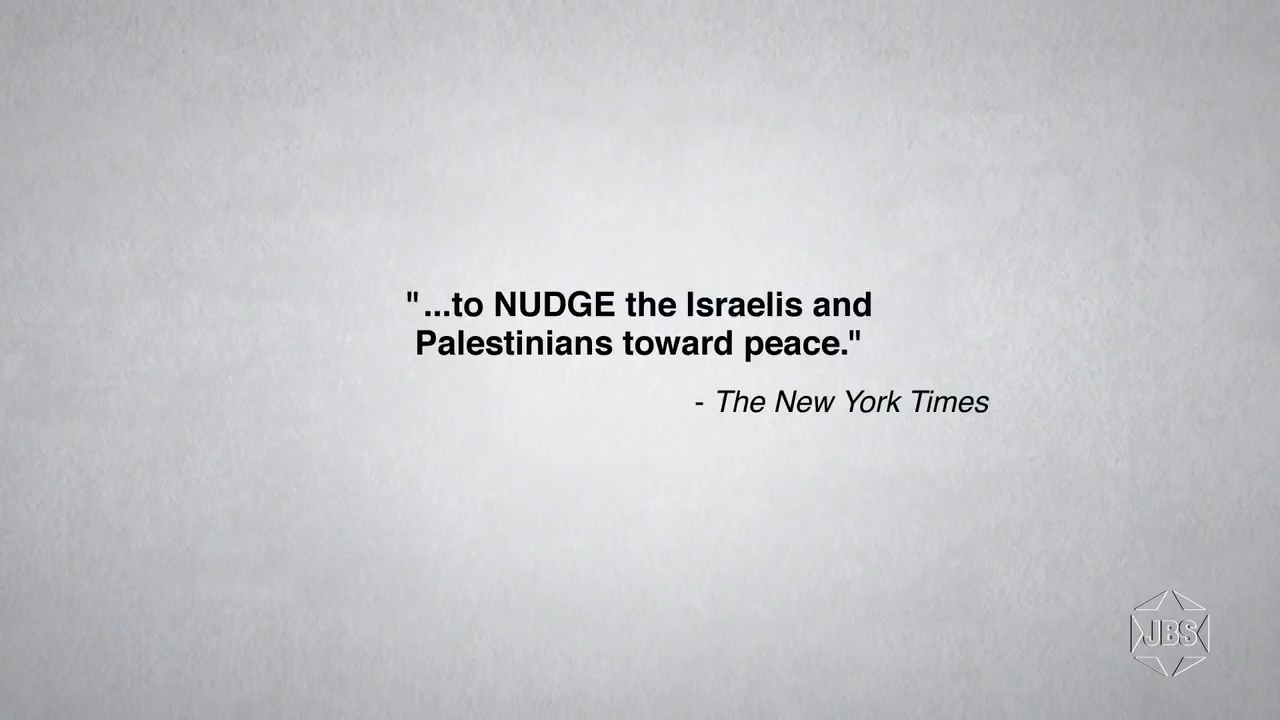 "...to NUDGE the Israelis and
Palestinians toward peace."
- The New York Times
JBS